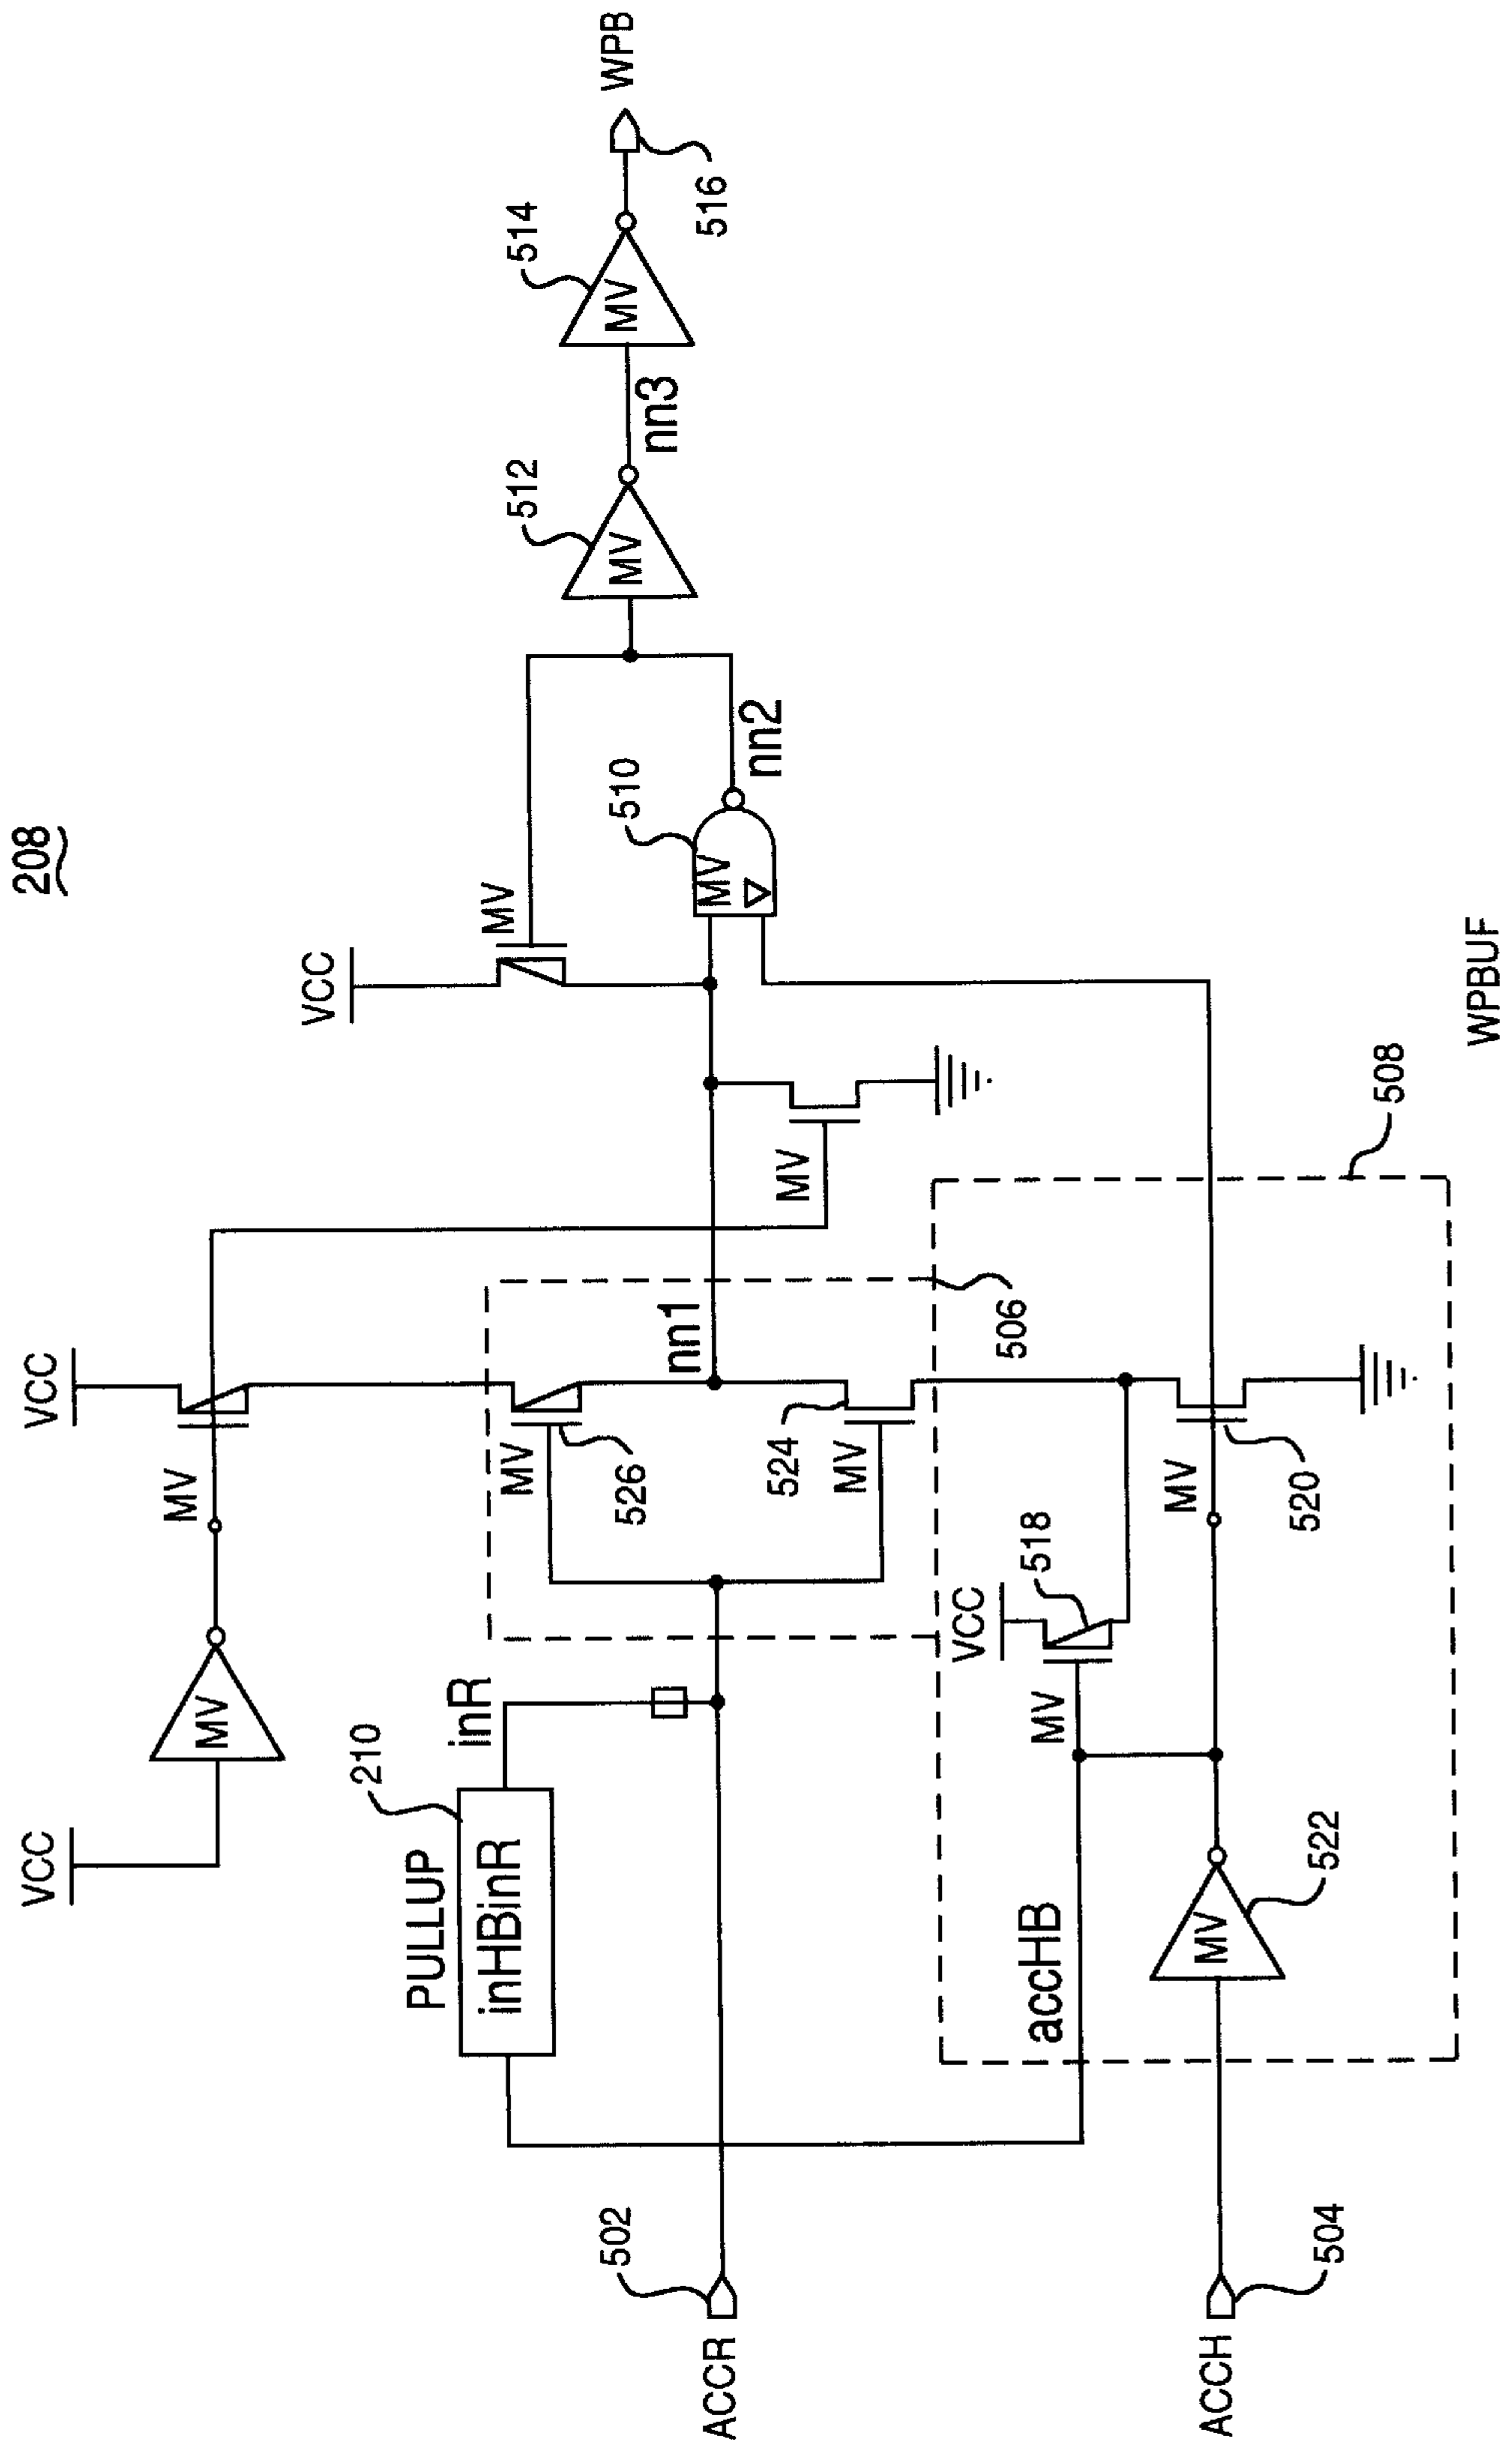 208
VCC
MV
MV
VCC
PULLUP
210
inHBinR
inR
MV
526
nn1
524
MV
506
VCC
MV
MV
510
MV
nn2
512
MV
nn3
514
MV
WPB
516
502
ACCR
accHB
VCC
518
MV
MV
520
MV
522
508
504
ACCH
WPBUF